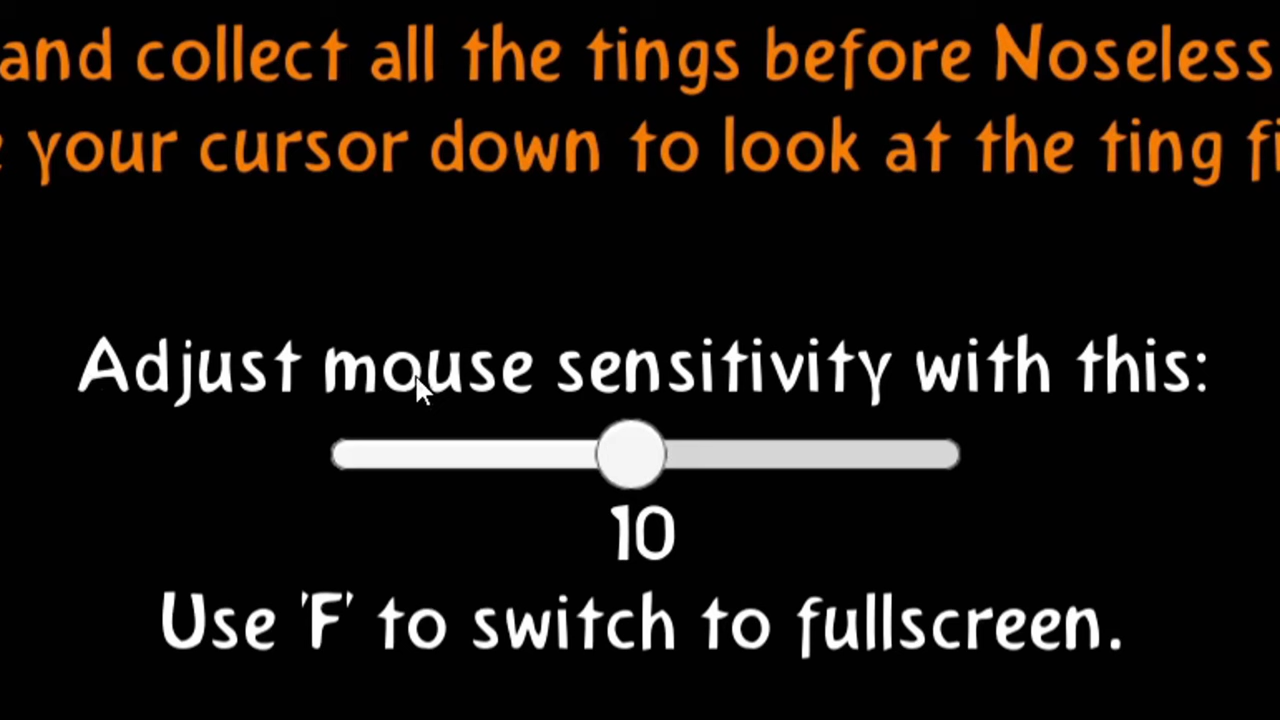 and collect all the tings before Noseless
your cursor down to look at the ting
Adjust mouse sensitivity with this:
10
Use 'F' to switch to fullscreen.